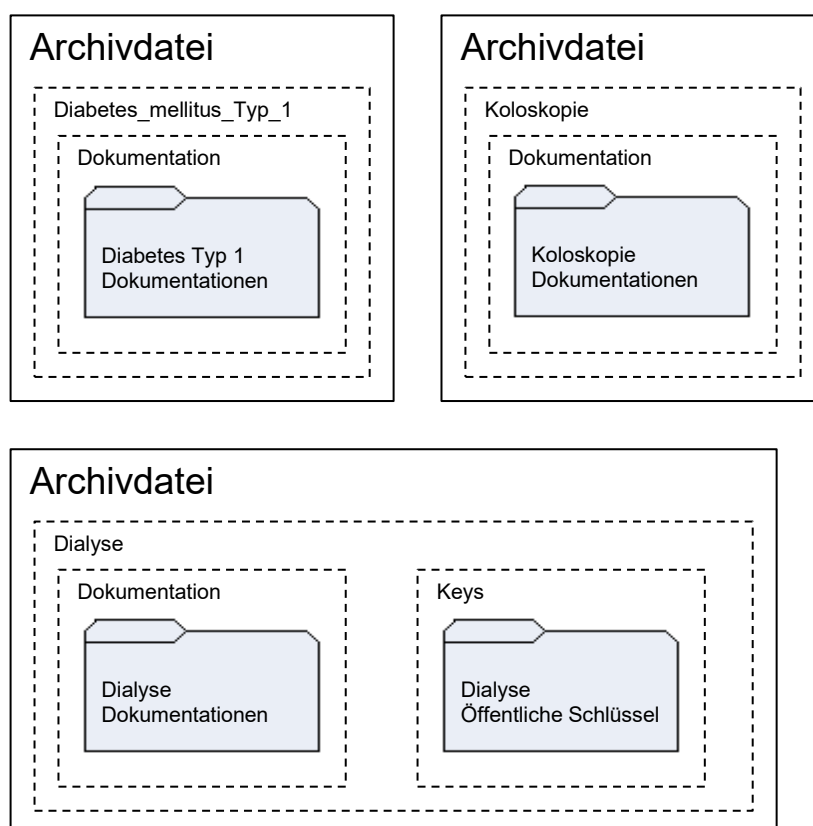 Archivdatei
Diabetes_mellitus_Typ_1
Dokumentation
Diabetes Typ 1
Dokumentationen
Archivdatei
Koloskopie
Dokumentation
Koloskopie
Dokumentationen
Archivdatei
Dialyse
Dokumentation
Dialyse
Dokumentationen
Keys
Dialyse
Öffentliche Schlüssel